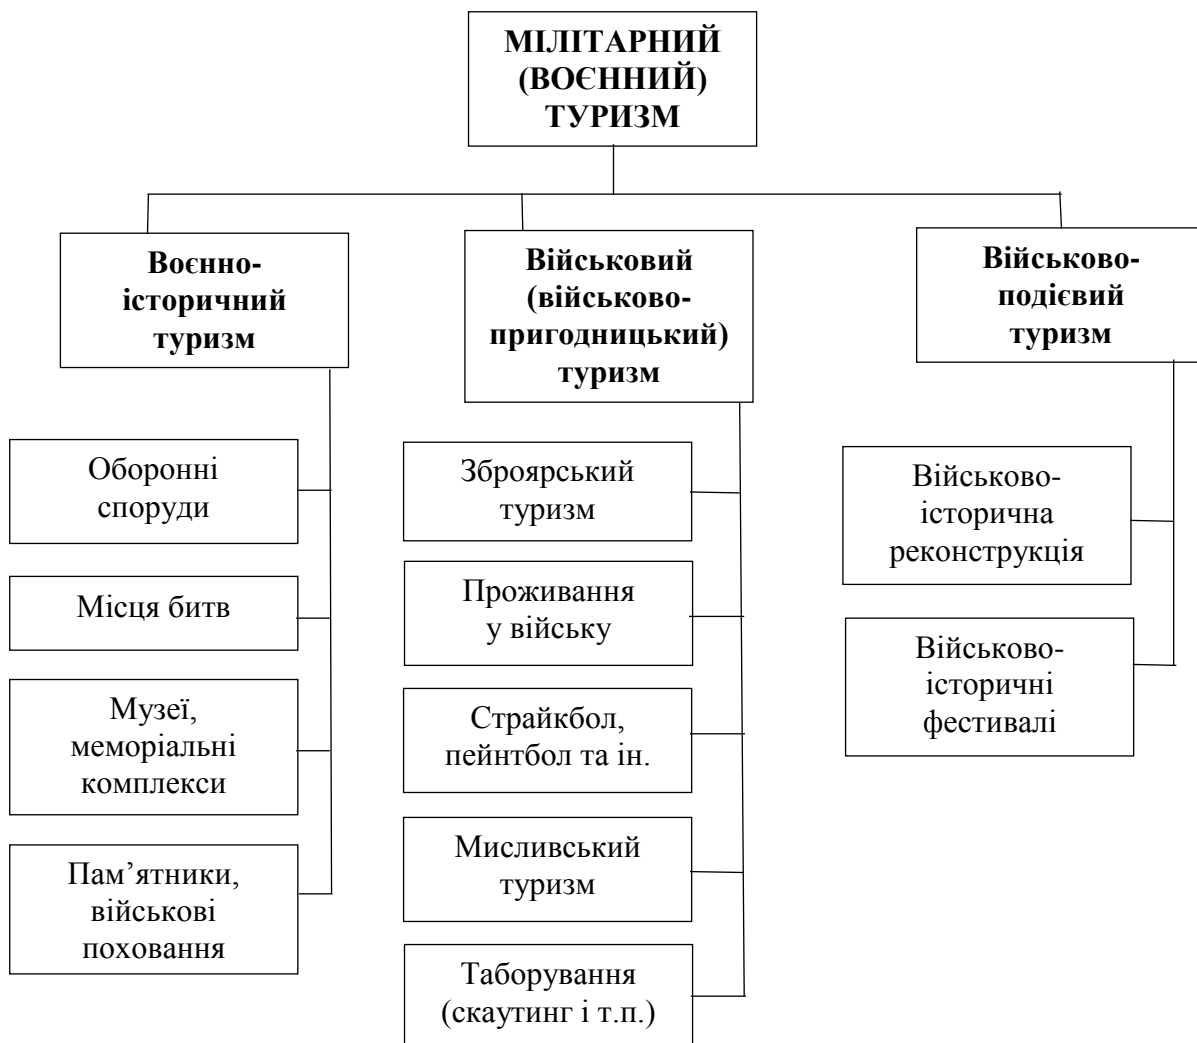 МІЛІТАРНИЙ
(ВОЄННИЙ)
ТУРИЗМ
Воєнно-
історичний
туризм
Військовий
(військово-
пригодницький)
туризм
Військово-
подієвий
туризм
Оборонні
споруди
Місця битв
Музеї,
меморіальні
комплекси
Пам’ятники,
військові
поховання
Зброярський
туризм
Проживання
у війську
Страйкбол,
пейнтбол та ін.
Мисливський
туризм
Таборування
(скаутинг і т.п.)
Військово-
історична
реконструкція
Військово-
історичні
фестивалі